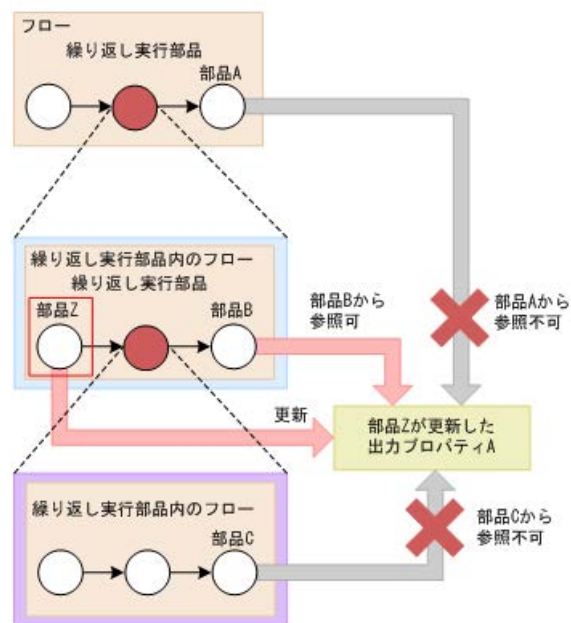 フロー
繰り返し実行部品
部品A
繰り返し実行部品内のフロー
繰り返し実行部品
部品Z
部品B
部品Bから
参照可
部品Aから
参照不可
更新
部品Zが更新した
出力プロパティA
繰り返し実行部品内のフロー
部品C
部品Cから
参照不可